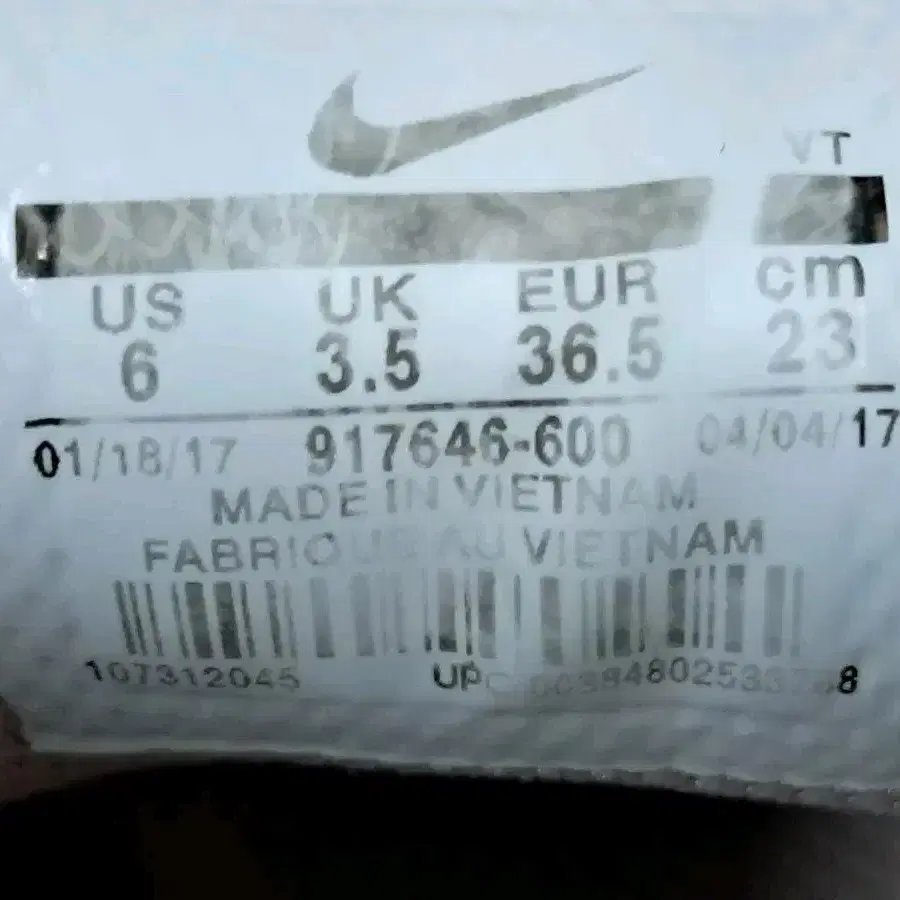 YT
US UK EUR cm
6 3.5 36.5 23
01/18/17 917646-600 04/04/17
MADE IN VIETNAM
FABRIQUE AU VIETNAM
107312045